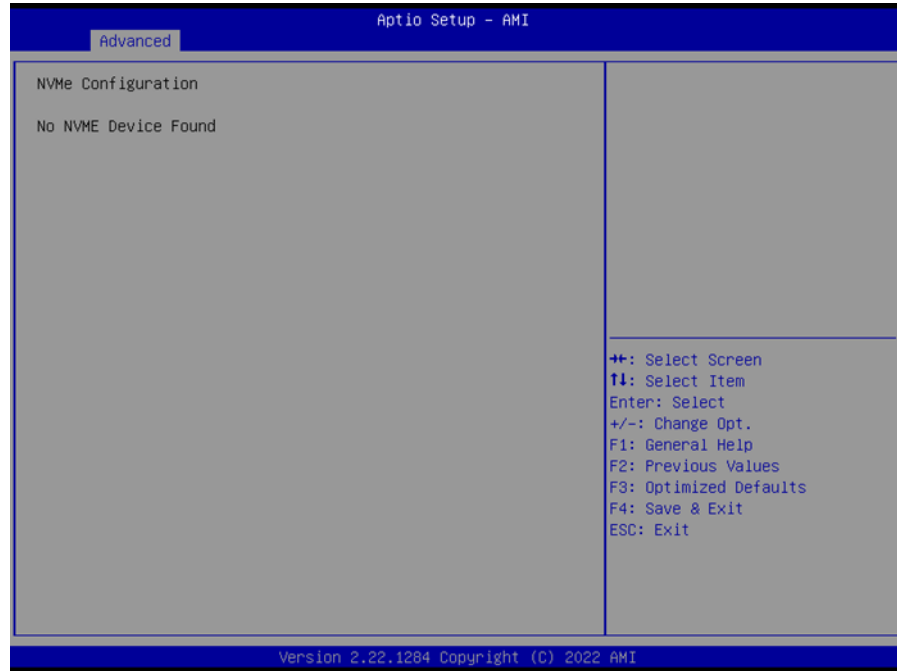 Aptio Setup – AMI
Advanced
NVMe Configuration
No NVME Device Found
→←: Select Screen
↑↓: Select Item
Enter: Select
+/-: Change Opt.
F1: General Help
F2: Previous Values
F3: Optimized Defaults
F4: Save & Exit
ESC: Exit
Version 2.22.1284 Copyright (C) 2022 AMI